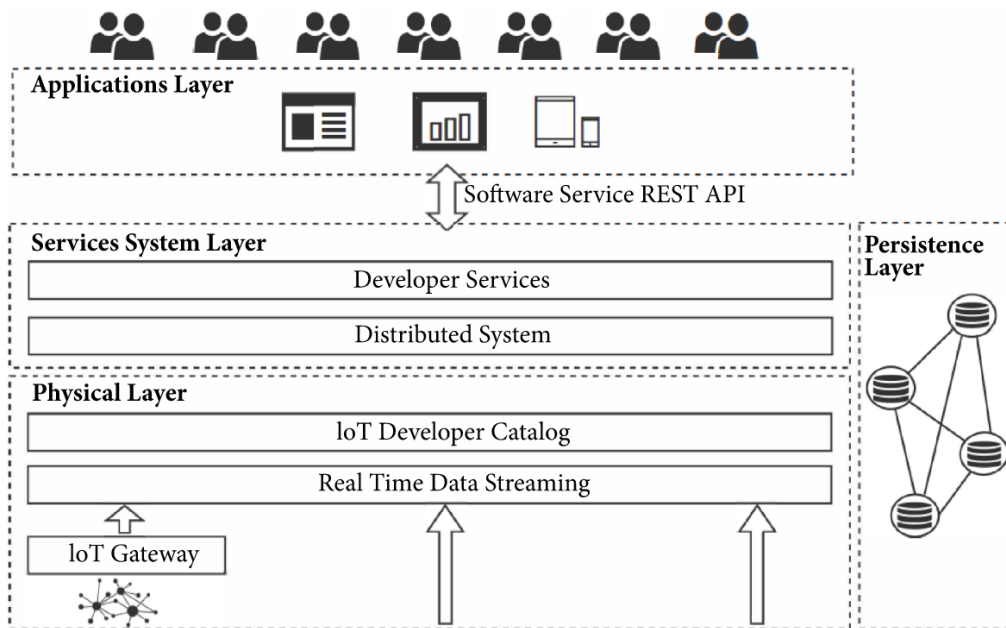 Applications Layer
Software Service REST API
Services System Layer
Developer Services
Distributed System
Persistence
Layer
Physical Layer
loT Developer Catalog
Real Time Data Streaming
loT Gateway